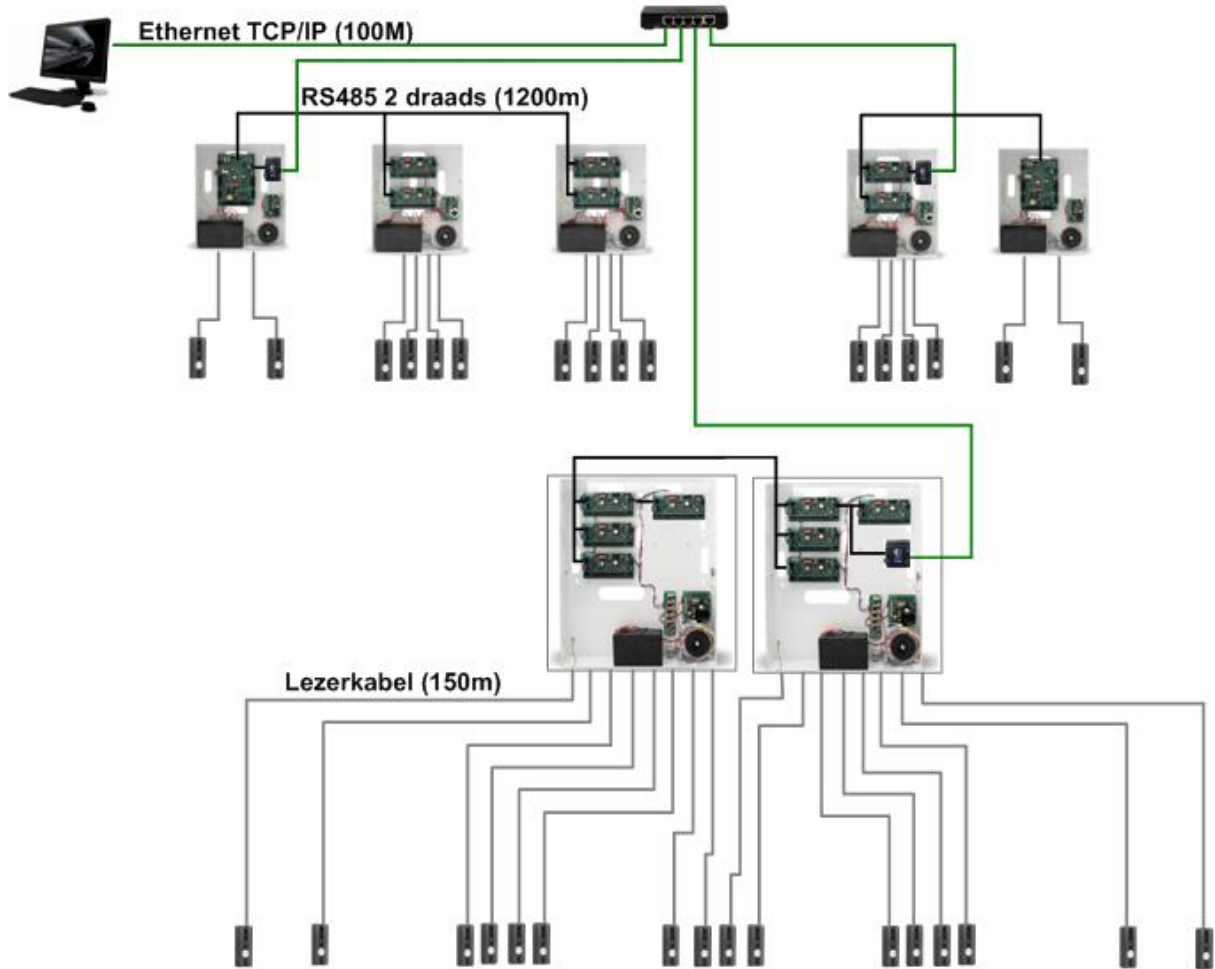 Ethernet TCP/IP (100M)
RS485 2 draads (1200m)
Lezerkabel (150m)